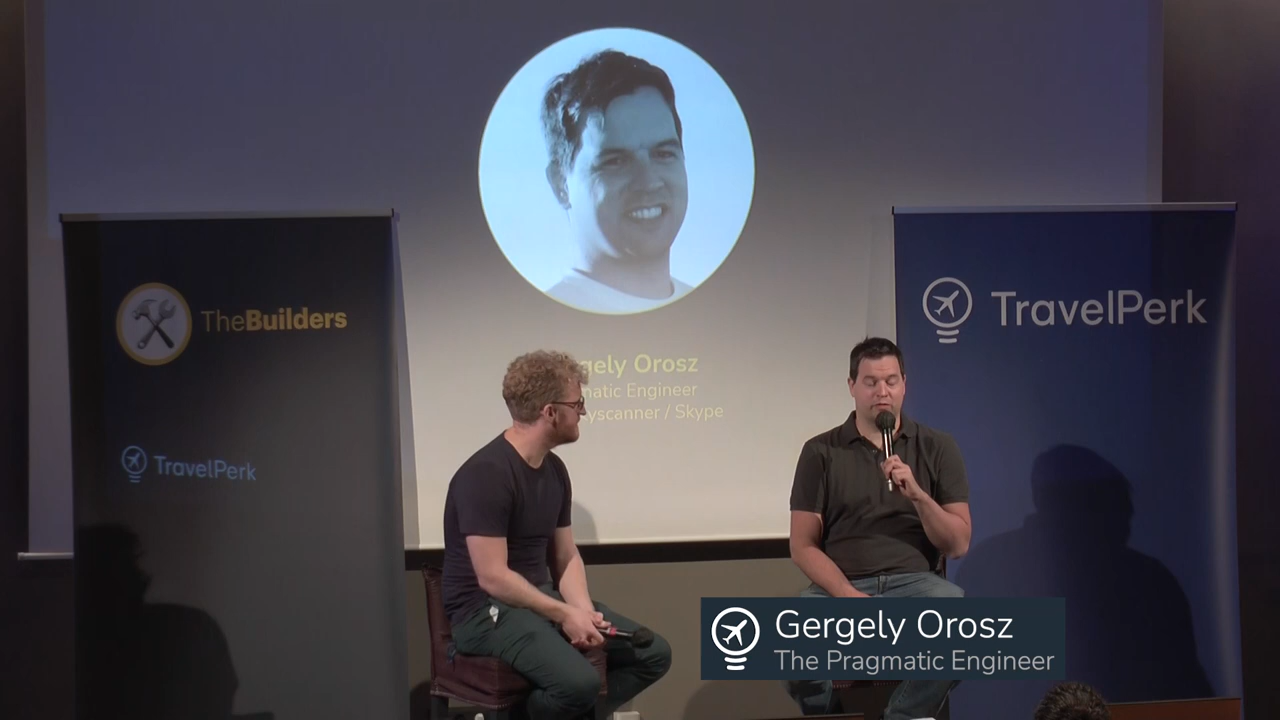 TheBuilders
TravelPerk
TravelPerk
gely Orosz
matic Engineer
yscanner / Skype
Gergely Orosz
The Pragmatic Engineer